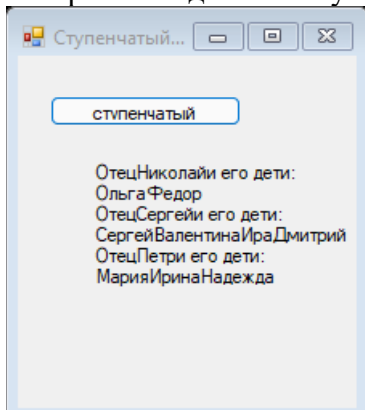 Ступенчатый...
ступенчатый
ОтецНиколайи его дети:
ОльгаФедор
ОтецСергейи его дети:
СергейВалентинаИраДмитрий
ОтецПетри его дети:
МарияИринаНадежда